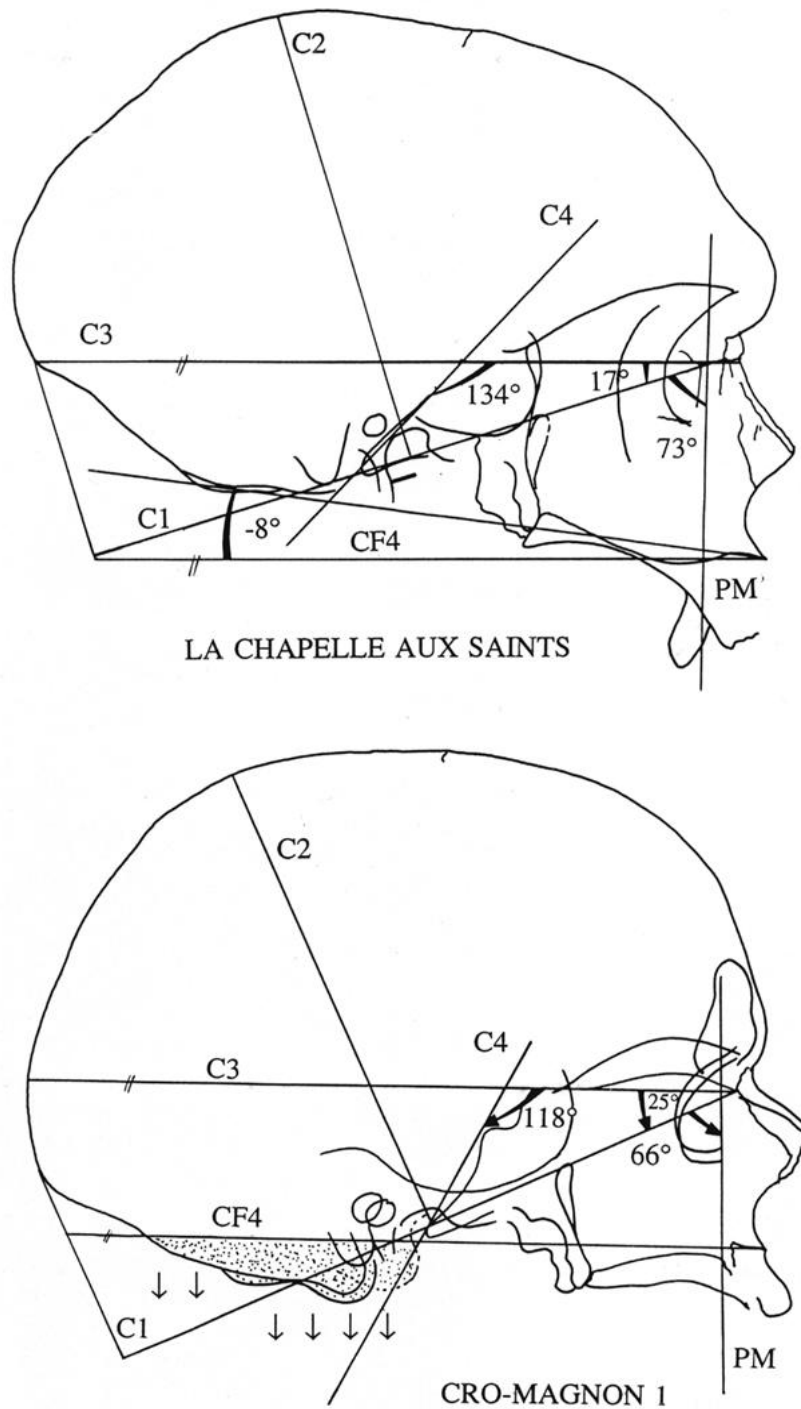 C2
C4
C3
134°
17°
73°
C1
-8°
CF4
PM
LA CHAPELLE AUX SAINTS
C2
C4
C3
118°
25°
66°
CF4
C1
PM
CRO-MAGNON 1